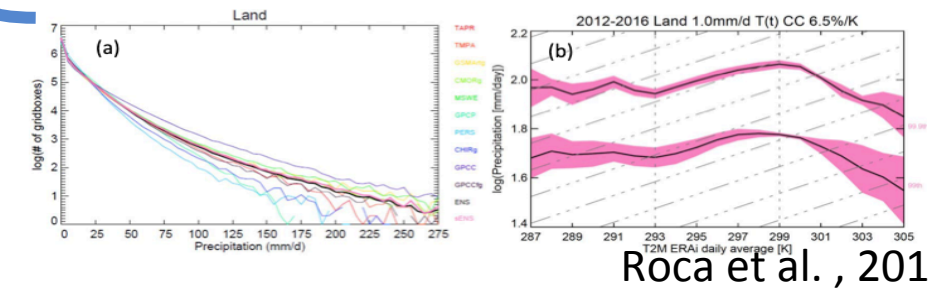 Land
(a)
log(# of gridboxes)
7
6
5
4
3
2
1
0
0 25 50 75 100 125 150 175 200 225 250 275
Precipitation (mm/d)
TAPR
TMPA
CMORg
MSWE
GPCP
PERS
CHIRg
GPCC
GPCCfg
ENS
sENS
2012-2016 Land 1.0mm/d T(t) CC 6.5%/K
(b)
log(Precipitation [mm/day])
2.2
2.0
1.8
1.6
1.4
99th
287 289 291 293 295 297 299 301 303 305
T2M ERAi daily average [K]
Roca et al. , 201